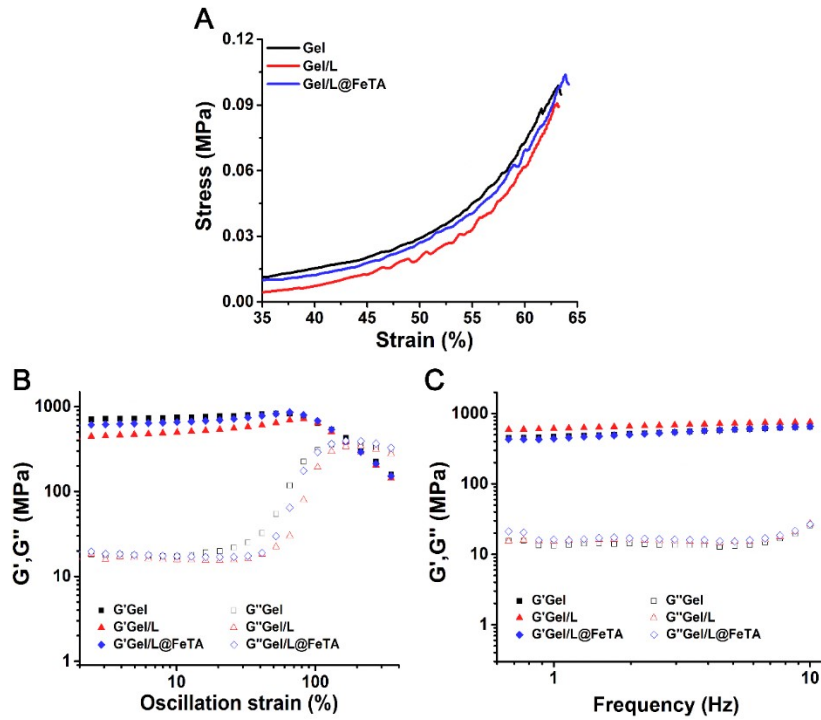 A
Gel
Gel/L
Gel/L@FeTA
Stress (MPa)
0.12
0.09
0.06
0.03
0.00
35 40 45 50 55 60 65
Strain (%)
B
G',G'' (MPa)
1000
100
10
1
G'Gel G''Gel
G'Gel/L G''Gel/L
G'Gel/L@FeTA G''Gel/L@FeTA
10 100
Oscillation strain (%)
C
G',G'' (MPa)
1000
100
10
1
G'Gel G''Gel
G'Gel/L G''Gel/L
G'Gel/L@FeTA G''Gel/L@FeTA
1 10
Frequency (Hz)